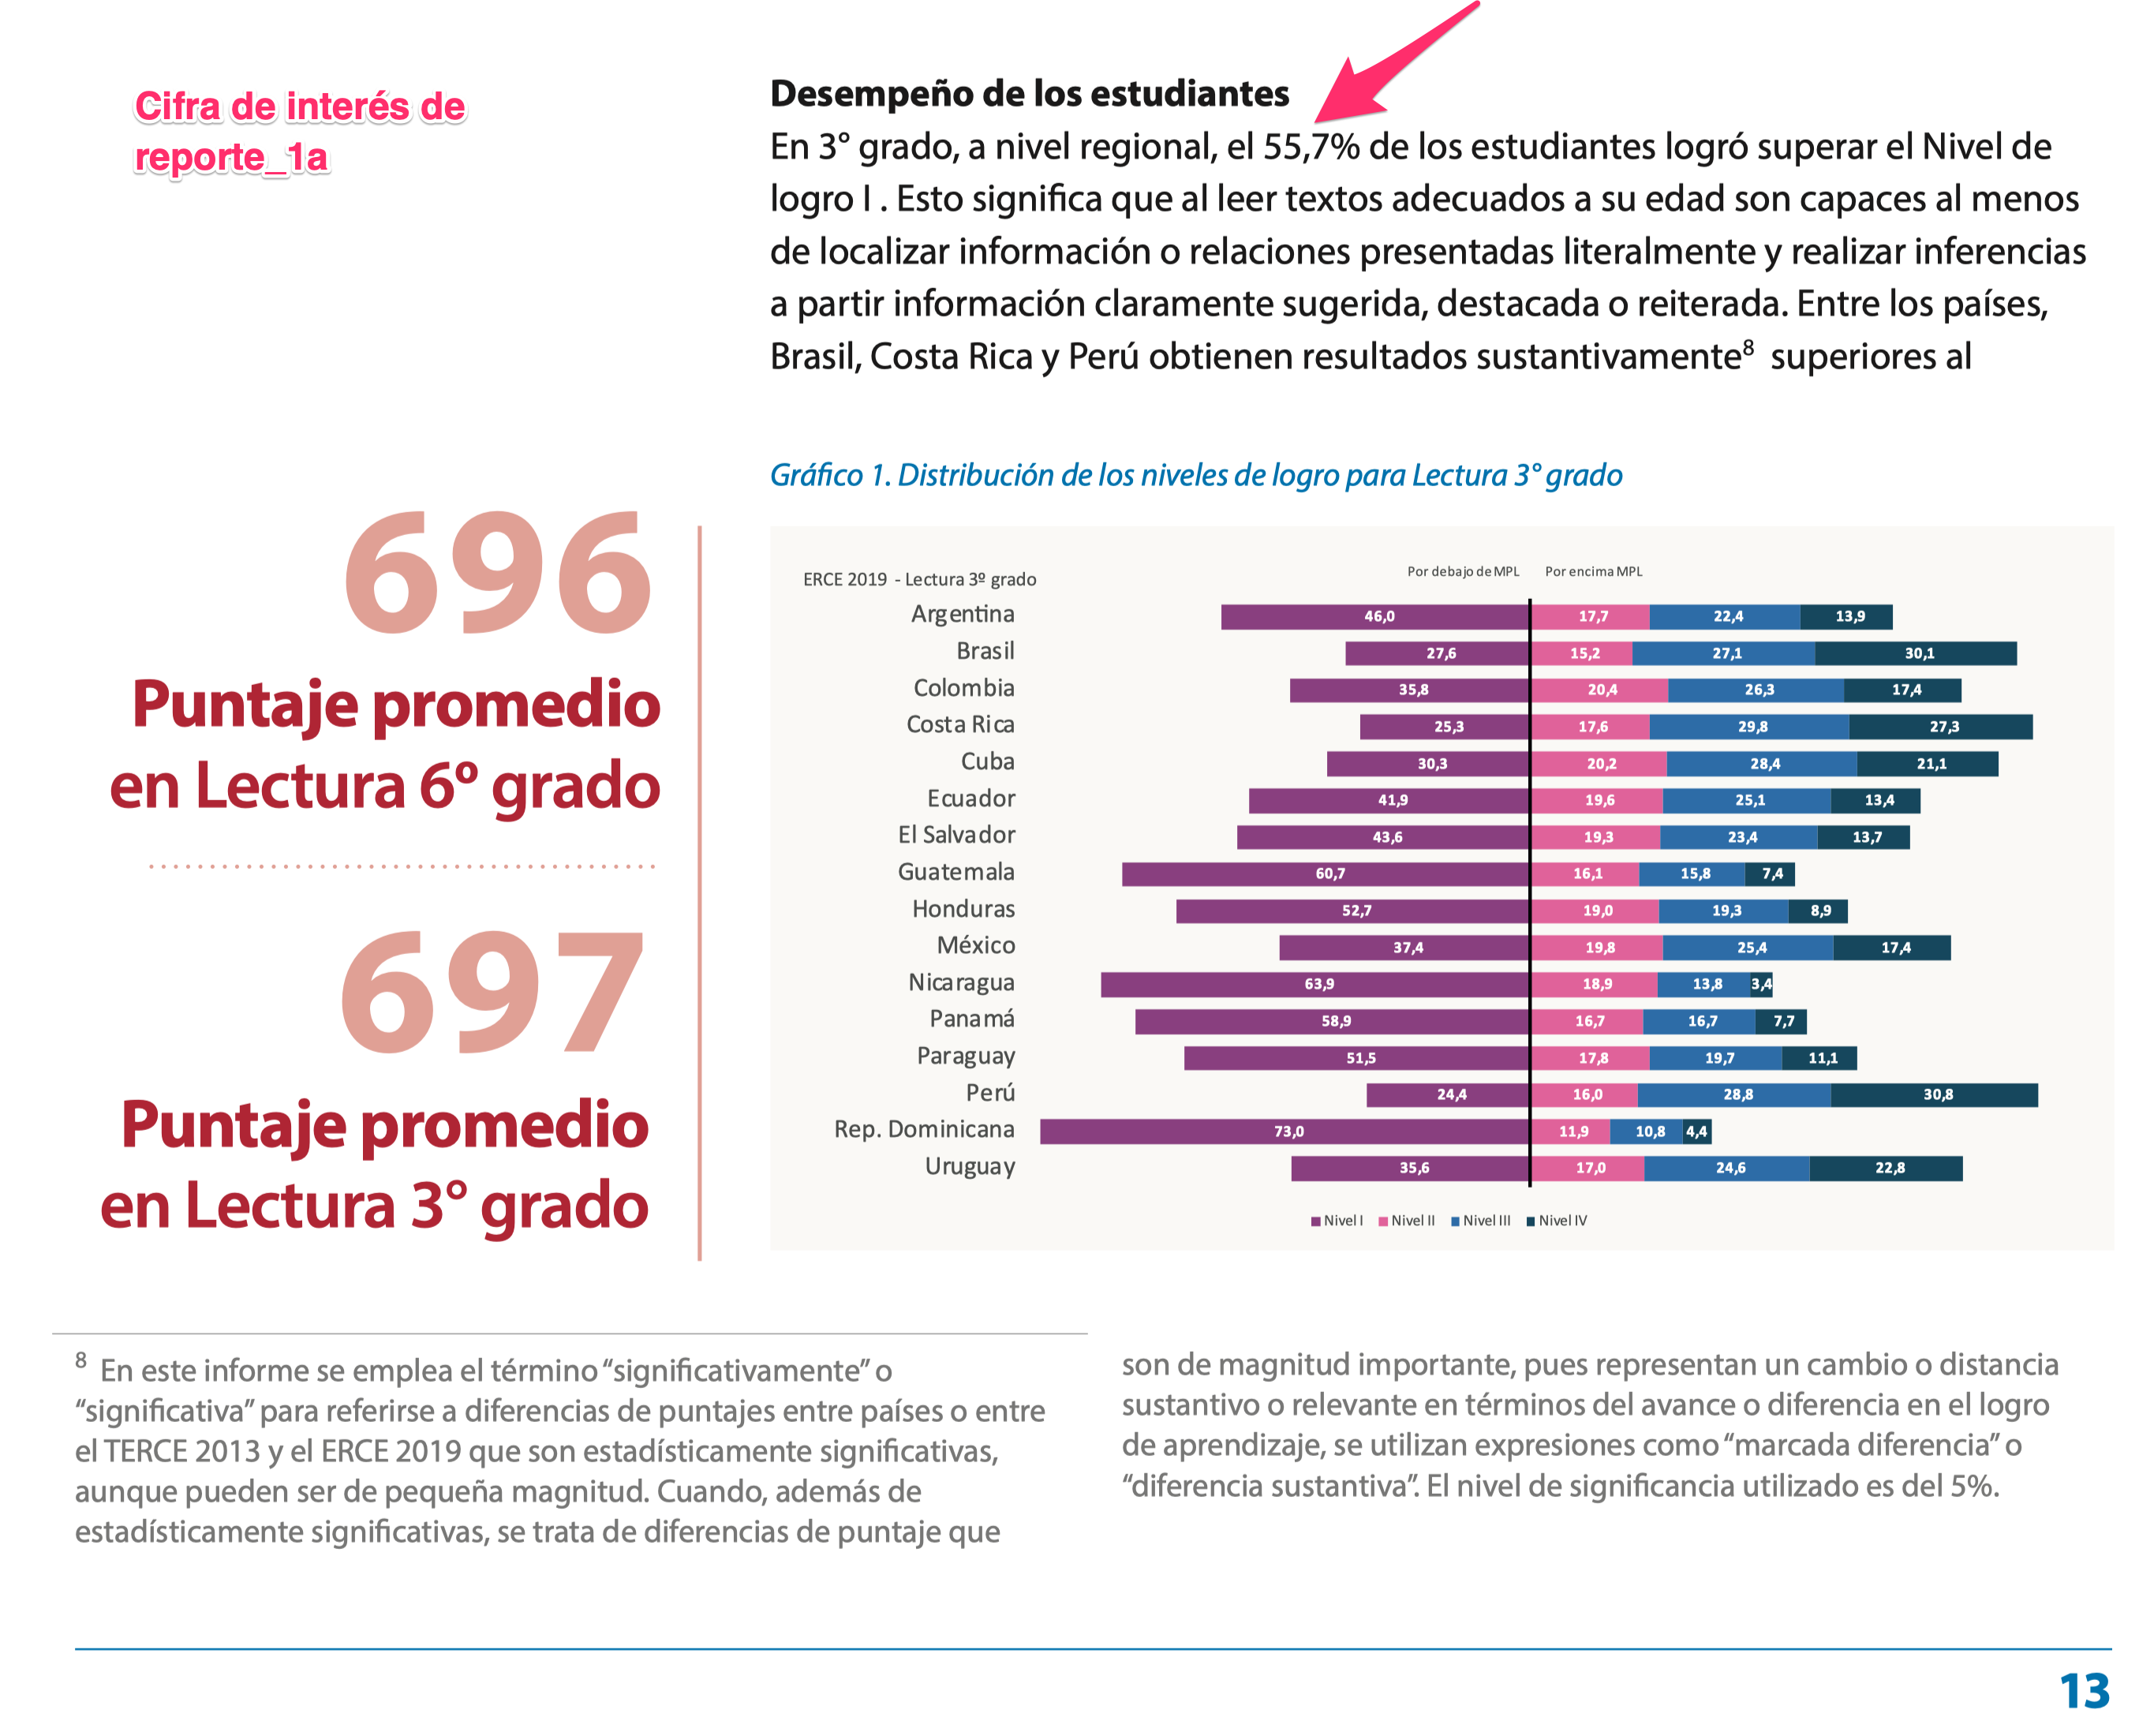 Cifra de interés de
reporte_1a
Desempeño de los estudiantes
En 3° grado, a nivel regional, el 55,7% de los estudiantes logró superar el Nivel de
logro I . Esto significa que al leer textos adecuados a su edad son capaces al menos
de localizar información o relaciones presentadas literalmente y realizar inferencias
a partir información claramente sugerida, destacada o reiterada. Entre los países,
Brasil, Costa Rica y Perú obtienen resultados sustantivamente⁸ superiores al
696
Puntaje promedio
en Lectura 6º grado
697
Puntaje promedio
en Lectura 3° grado
Gráfico 1. Distribución de los niveles de logro para Lectura 3° grado
ERCE 2019 - Lectura 3º grado
Por debajo de MPL Por encima MPL
Argentina 46,0 17,7 22,4 13,9
Brasil 27,6 15,2 27,1 30,1
Colombia 35,8 20,4 26,3 17,4
Costa Rica 25,3 17,6 29,8 27,3
Cuba 30,3 20,2 28,4 21,1
Ecuador 41,9 19,6 25,1 13,4
El Salvador 43,6 19,3 23,4 13,7
Guatemala 60,7 16,1 15,8 7,4
Honduras 52,7 19,0 19,3 8,9
México 37,4 19,8 25,4 17,4
Nicaragua 63,9 18,9 13,8 3,4
Panamá 58,9 16,7 16,7 7,7
Paraguay 51,5 17,8 19,7 11,1
Perú 24,4 16,0 28,8 30,8
Rep. Dominicana 73,0 11,9 10,8 4,4
Uruguay 35,6 17,0 24,6 22,8
Nivel I Nivel II Nivel III Nivel IV
⁸ En este informe se emplea el término “significativamente” o
“significativa” para referirse a diferencias de puntajes entre países o entre
el TERCE 2013 y el ERCE 2019 que son estadísticamente significativas,
aunque pueden ser de pequeña magnitud. Cuando, además de
estadísticamente significativas, se trata de diferencias de puntaje que
son de magnitud importante, pues representan un cambio o distancia
sustantivo o relevante en términos del avance o diferencia en el logro
de aprendizaje, se utilizan expresiones como “marcada diferencia” o
“diferencia sustantiva”. El nivel de significancia utilizado es del 5%.
13